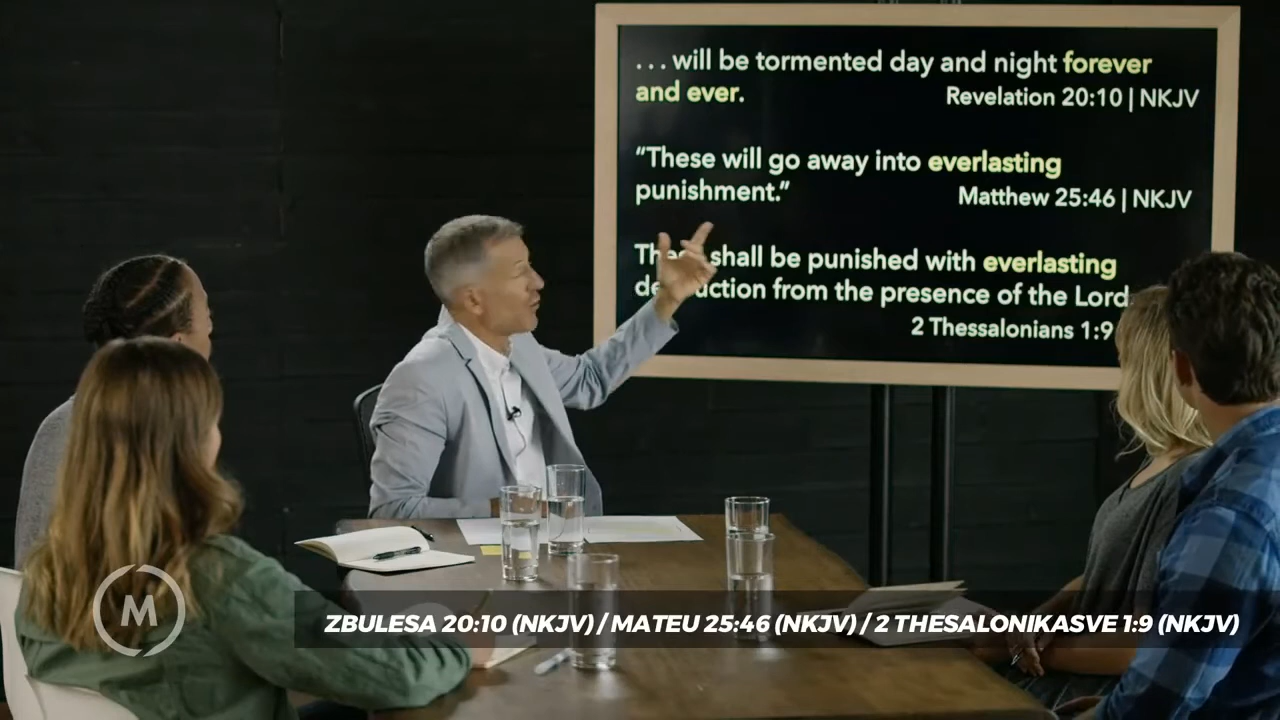 ... will be tormented day and night forever
and ever.
Revelation 20:10 | NKJV
"These will go away into everlasting
punishment."
Matthew 25:46 | NKJV
shall be punished with everlasting
from the presence of the Lord
2 Thessalonians 1:9
M
ZBULESA 20:10 (NKJV) / MATEU 25:46 (NKJV) / 2 THESALONIKASVE 1:9 (NKJV)